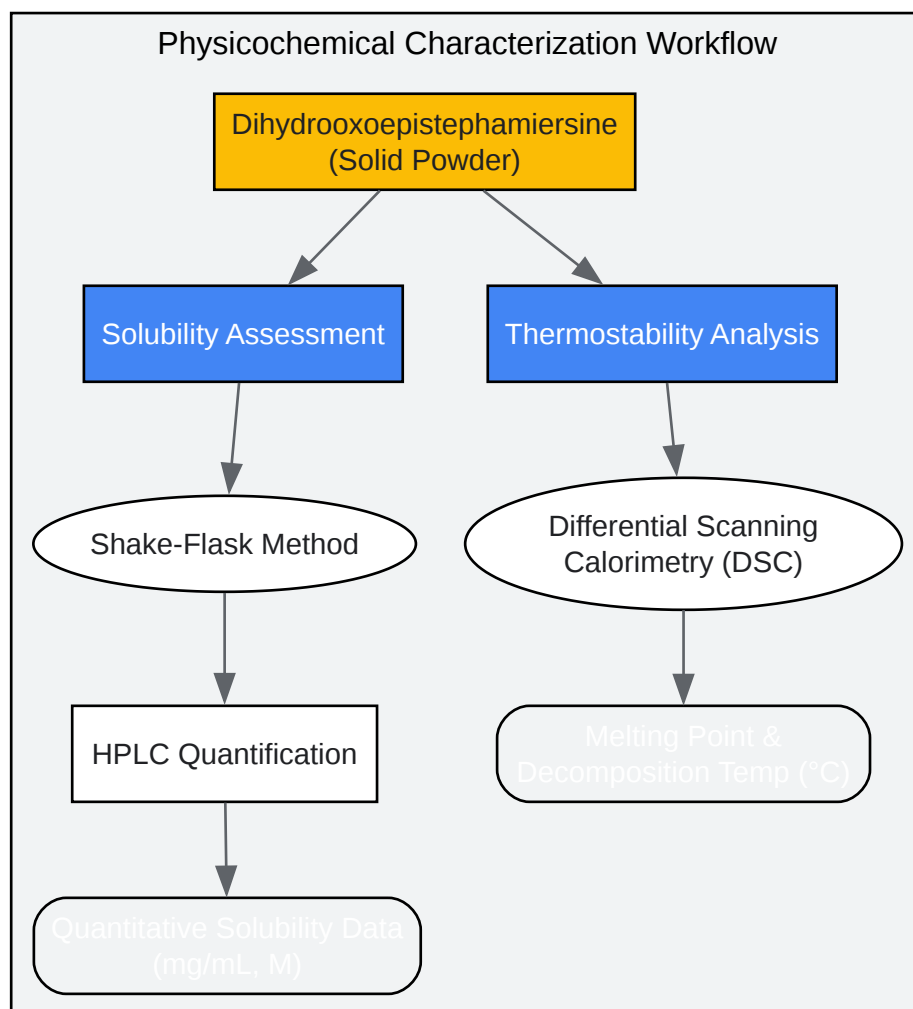 Physicochemical Characterization Workflow
Dihydrooxoepistephamiersine
(Solid Powder)
Solubility Assessment
Thermostability Analysis
Shake-Flask Method
Differential Scanning
Calorimetry (DSC)
HPLC Quantification
Melting Point &
Decomposition Temp (°C)
Quantitative Solubility Data
(mg/mL, M)